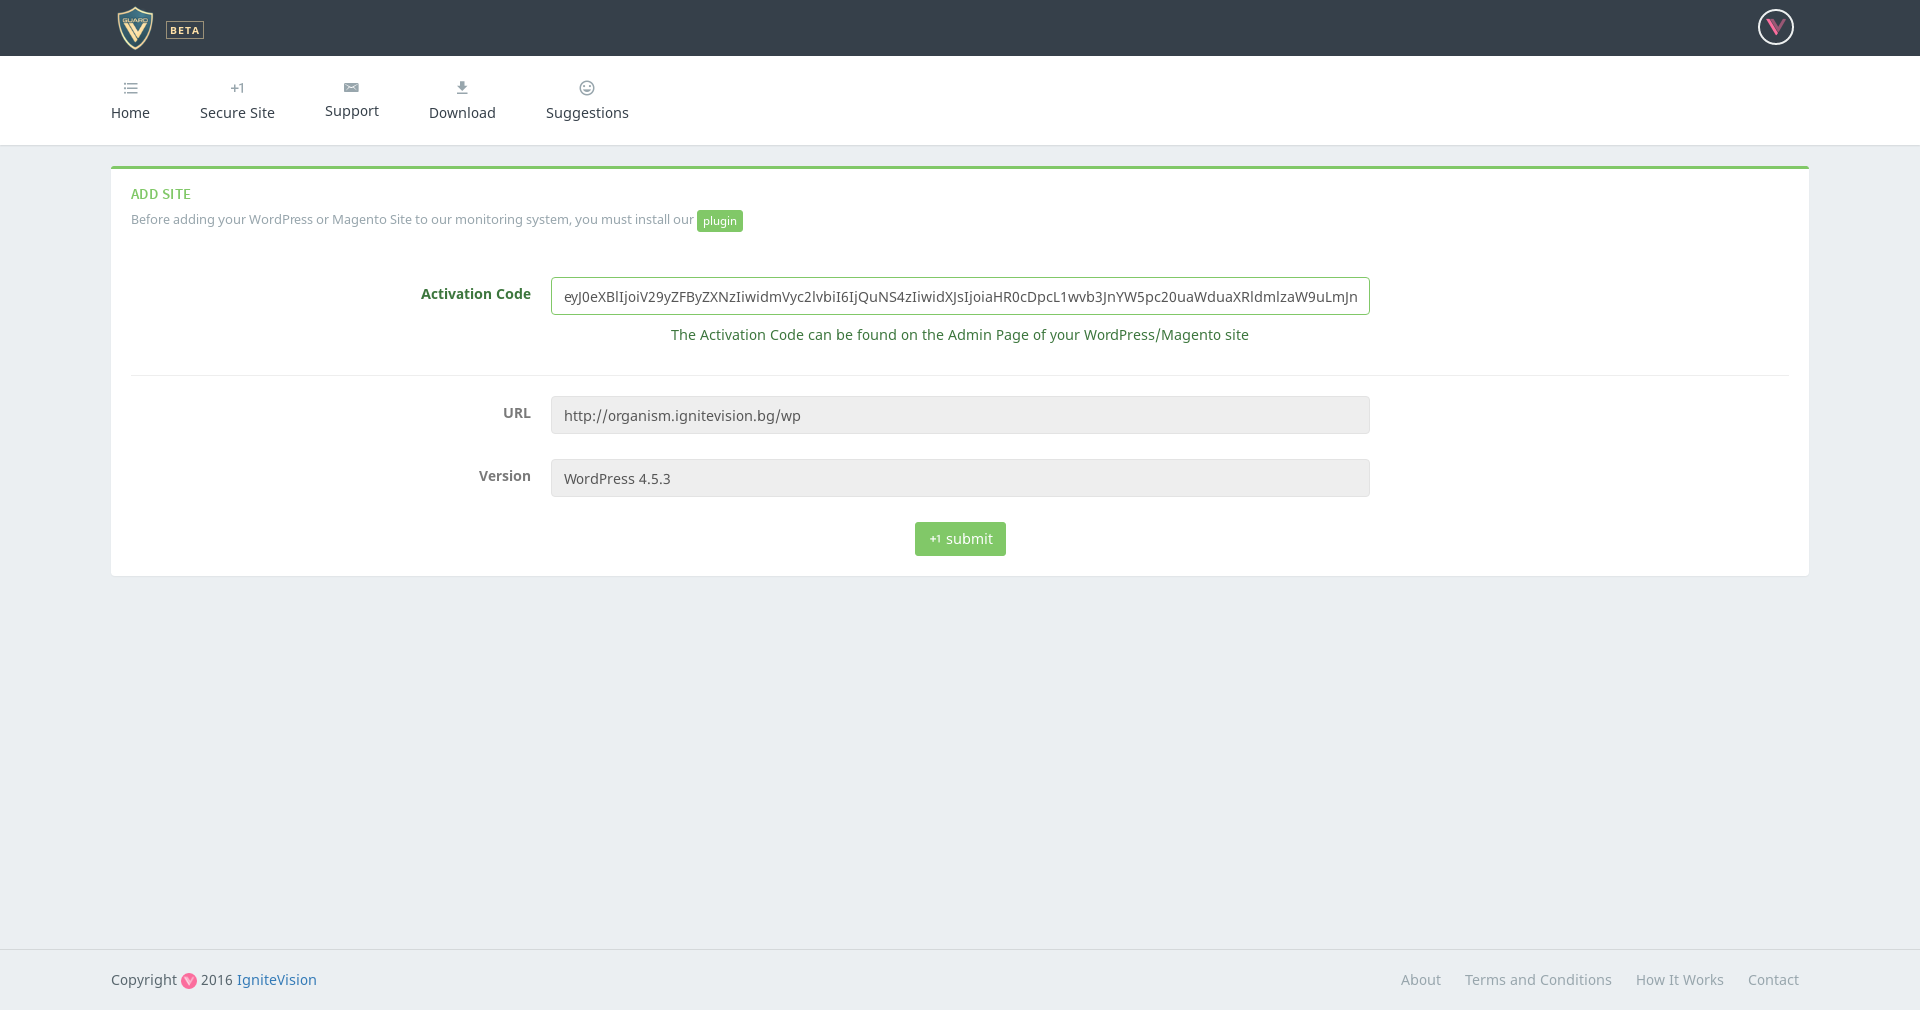 GUARD
BETA
Home
+1
Secure Site
Support
Download
Suggestions
ADD SITE
Before adding your WordPress or Magento Site to our monitoring system, you must install our plugin
Activation Code
eyJ0eXBlIjoiV29yZFByZXNzIiwidmVyc2lvbiI6IjQuNS4zIiwidXJsIjoiaHR0cDpcL1wvb3JnYW5pc20uaWduaXRldmlzaW9uLmJn
The Activation Code can be found on the Admin Page of your WordPress/Magento site
URL
http://organism.ignitevision.bg/wp
Version
WordPress 4.5.3
+1 submit
Copyright 2016 IgniteVision
About Terms and Conditions How It Works Contact